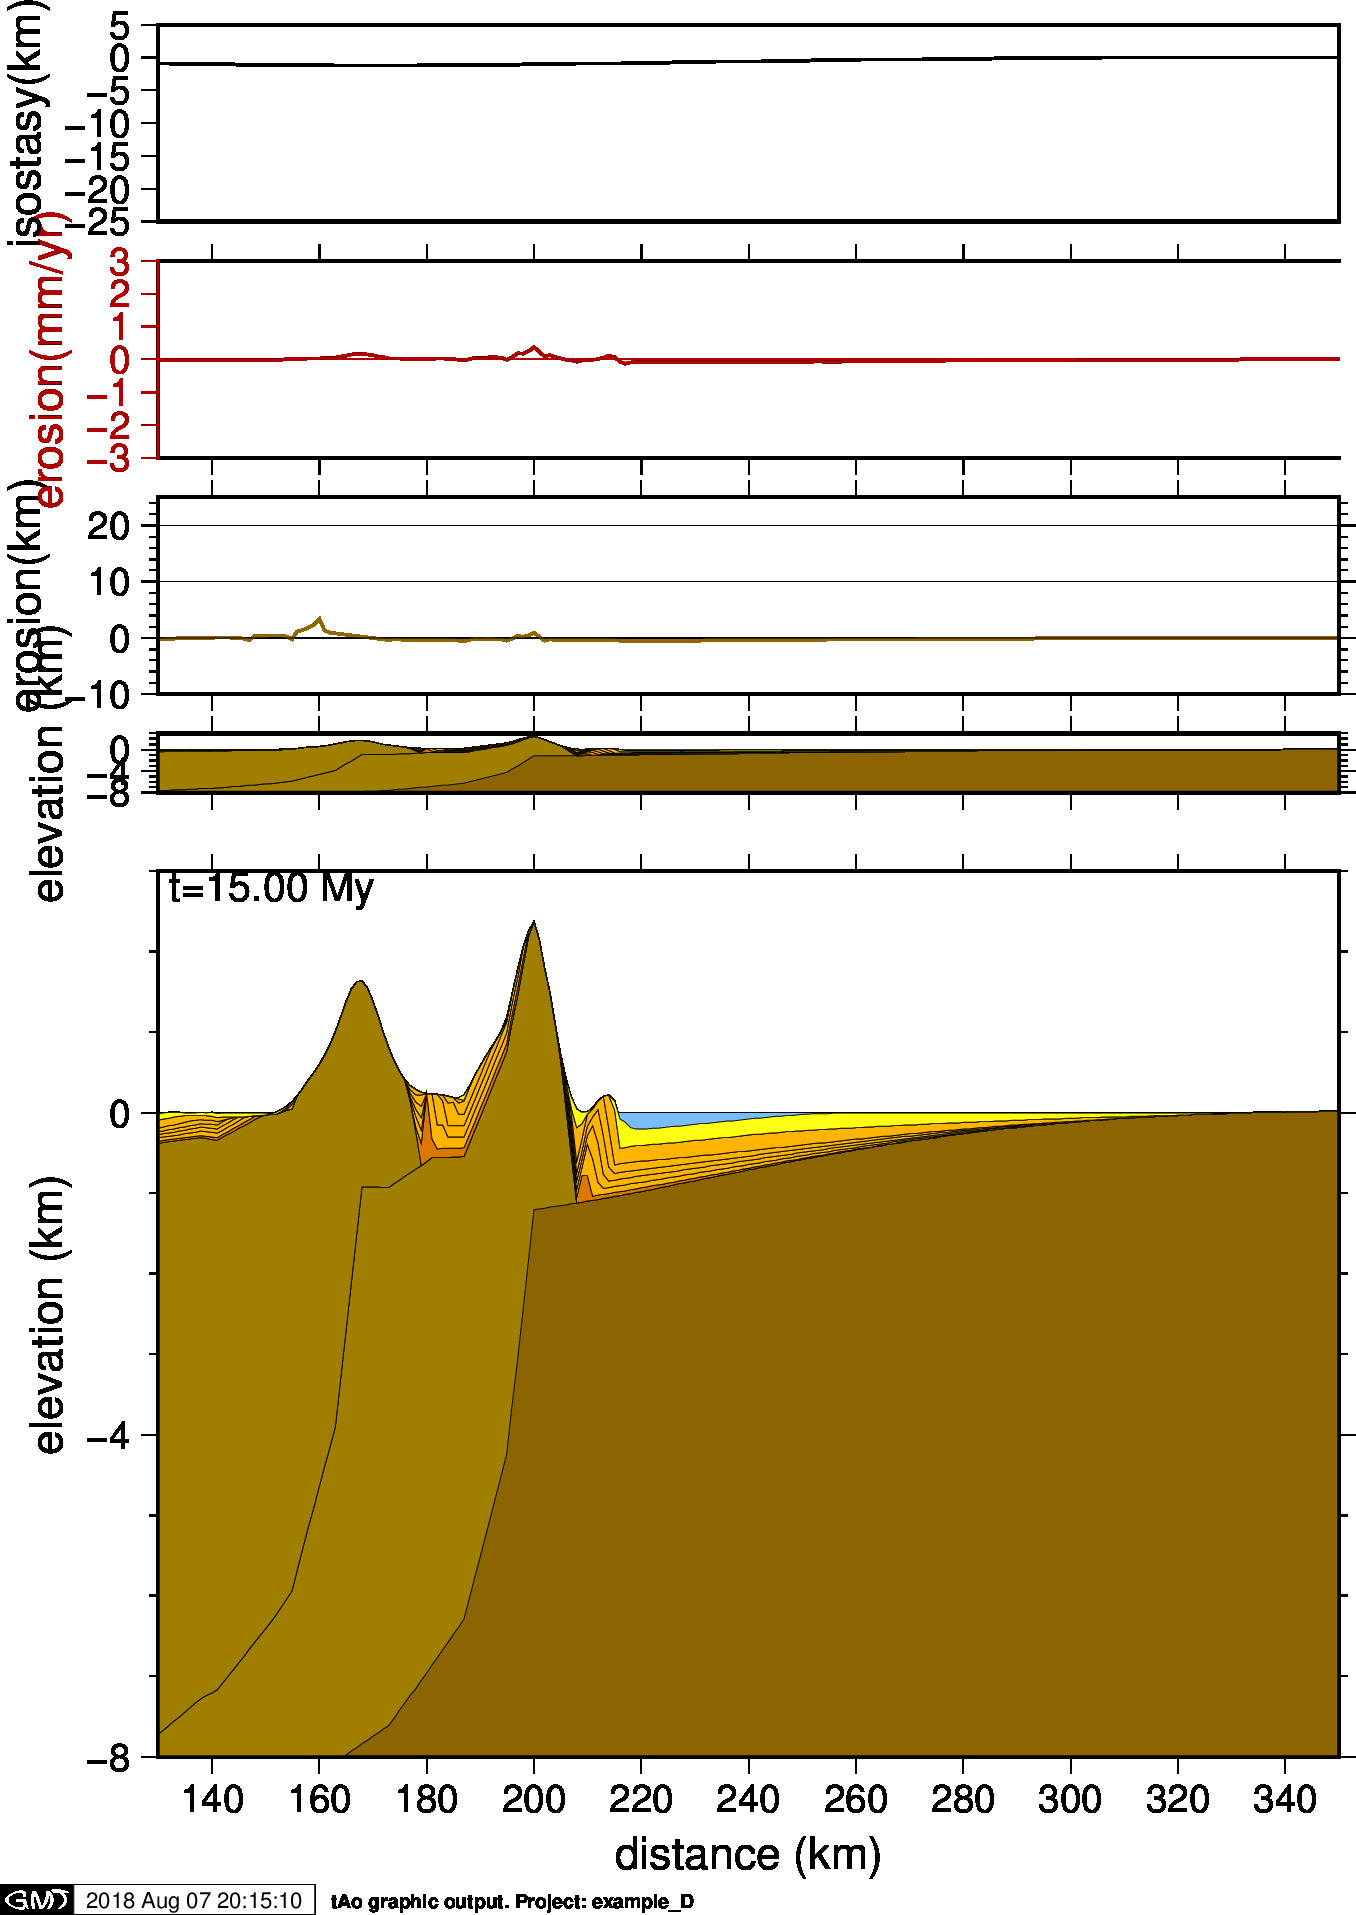 isostasy(km)
5
0
−5
−10
−15
−20
−25
erosion(mm/yr)
3
2
1
0
−1
−2
−3
erosion(km)
20
10
0
−10
elevation (km)
0
−4
−8
t=15.00 My
elevation (km)
0
−4
−8
140 160 180 200 220 240 260 280 300 320 340
distance (km)
GMT 2018 Aug 07 20:15:10 tAo graphic output. Project: example_D